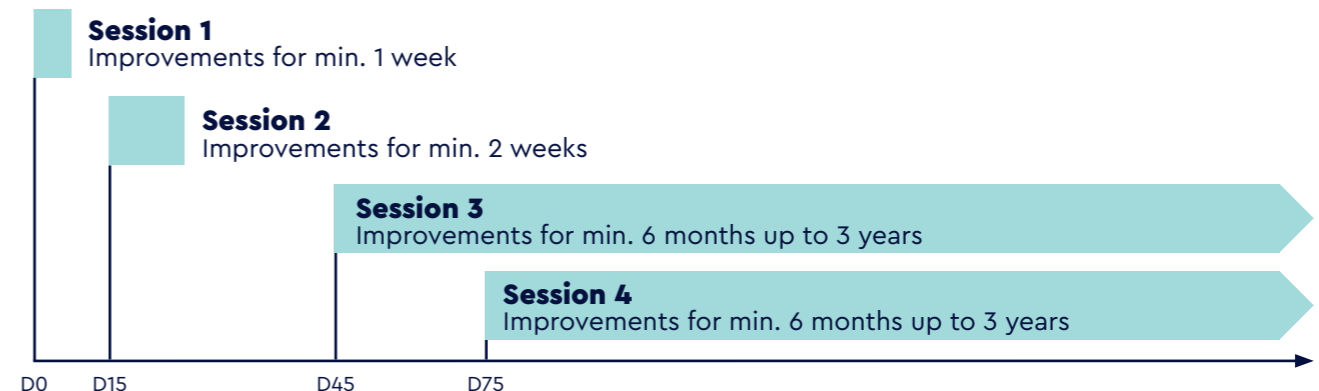 Session 1
Improvements for min. 1 week
Session 2
Improvements for min. 2 weeks
Session 3
Improvements for min. 6 months up to 3 years
Session 4
Improvements for min. 6 months up to 3 years
D0 D15 D45 D75